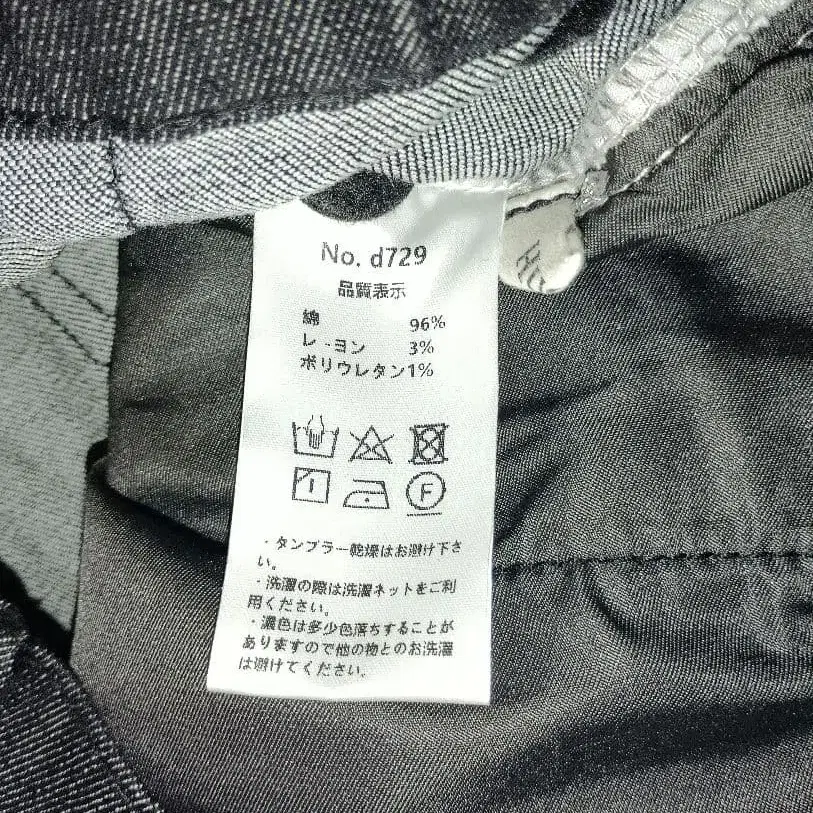 No. d729
品質表示
綿 96%
レ-ヨン 3%
ポリウレタン1%
F
・タンブラー乾燥はお避け下さ
い。
・洗濯の際は洗濯ネットをご利
用ください。
・濃色は多少色落ちすることが
ありますので他の物とのお洗濯
は避けてください。